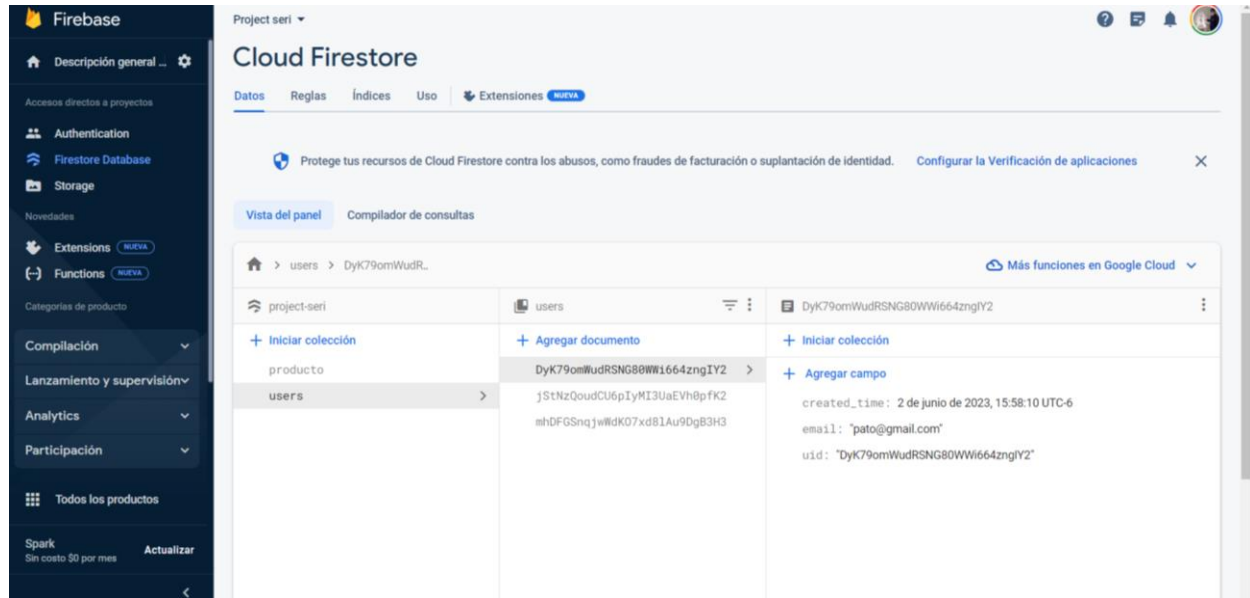 Firebase
Project seri
Descripción general ...
Cloud Firestore
Accesos directos a proyectos
Datos Reglas Índices Uso Extensiones NUEVA
Authentication
Firestore Database
Storage
Protege tus recursos de Cloud Firestore contra los abusos, como fraudes de facturación o suplantación de identidad. Configurar la Verificación de aplicaciones
Novedades
Vista del panel Compilador de consultas
Extensions NUEVA
Functions NUEVA
Categorías de producto
> users > DyK79omWudR..
Más funciones en Google Cloud
project-seri users DyK79omWudRSNG80WWi664zngIY2
Compilación
+ Iniciar colección + Agregar documento + Iniciar colección
Lanzamiento y supervisión
producto DyK79omWudRSNG80WWi664zngIY2 > + Agregar campo
users > jStNzQoudCU6pIyMI3UaEVh0pfK2 created_time: 2 de junio de 2023, 15:58:10 UTC-6
Analytics
mhDFGSnqjwWdKO7xd8lAu9DgB3H3 email: "pato@gmail.com"
Participación
uid: "DyK79omWudRSNG80WWi664zngIY2"
Todos los productos
Spark
Sin costo $0 por mes
Actualizar